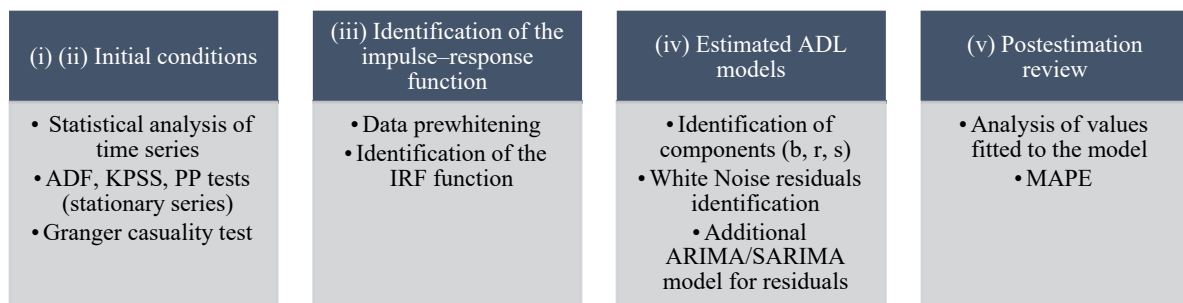 (i) (ii) Initial conditions
• Statistical analysis of
time series
• ADF, KPSS, PP tests
(stationary series)
• Granger casuality test
(iii) Identification of the
impulse–response
function
• Data prewhitening
• Identification of the
IRF function
(iv) Estimated ADL
models
• Identification of
components (b, r, s)
• White Noise residuals
identification
• Additional
ARIMA/SARIMA
model for residuals
(v) Postestimation
review
• Analysis of values
fitted to the model
• MAPE